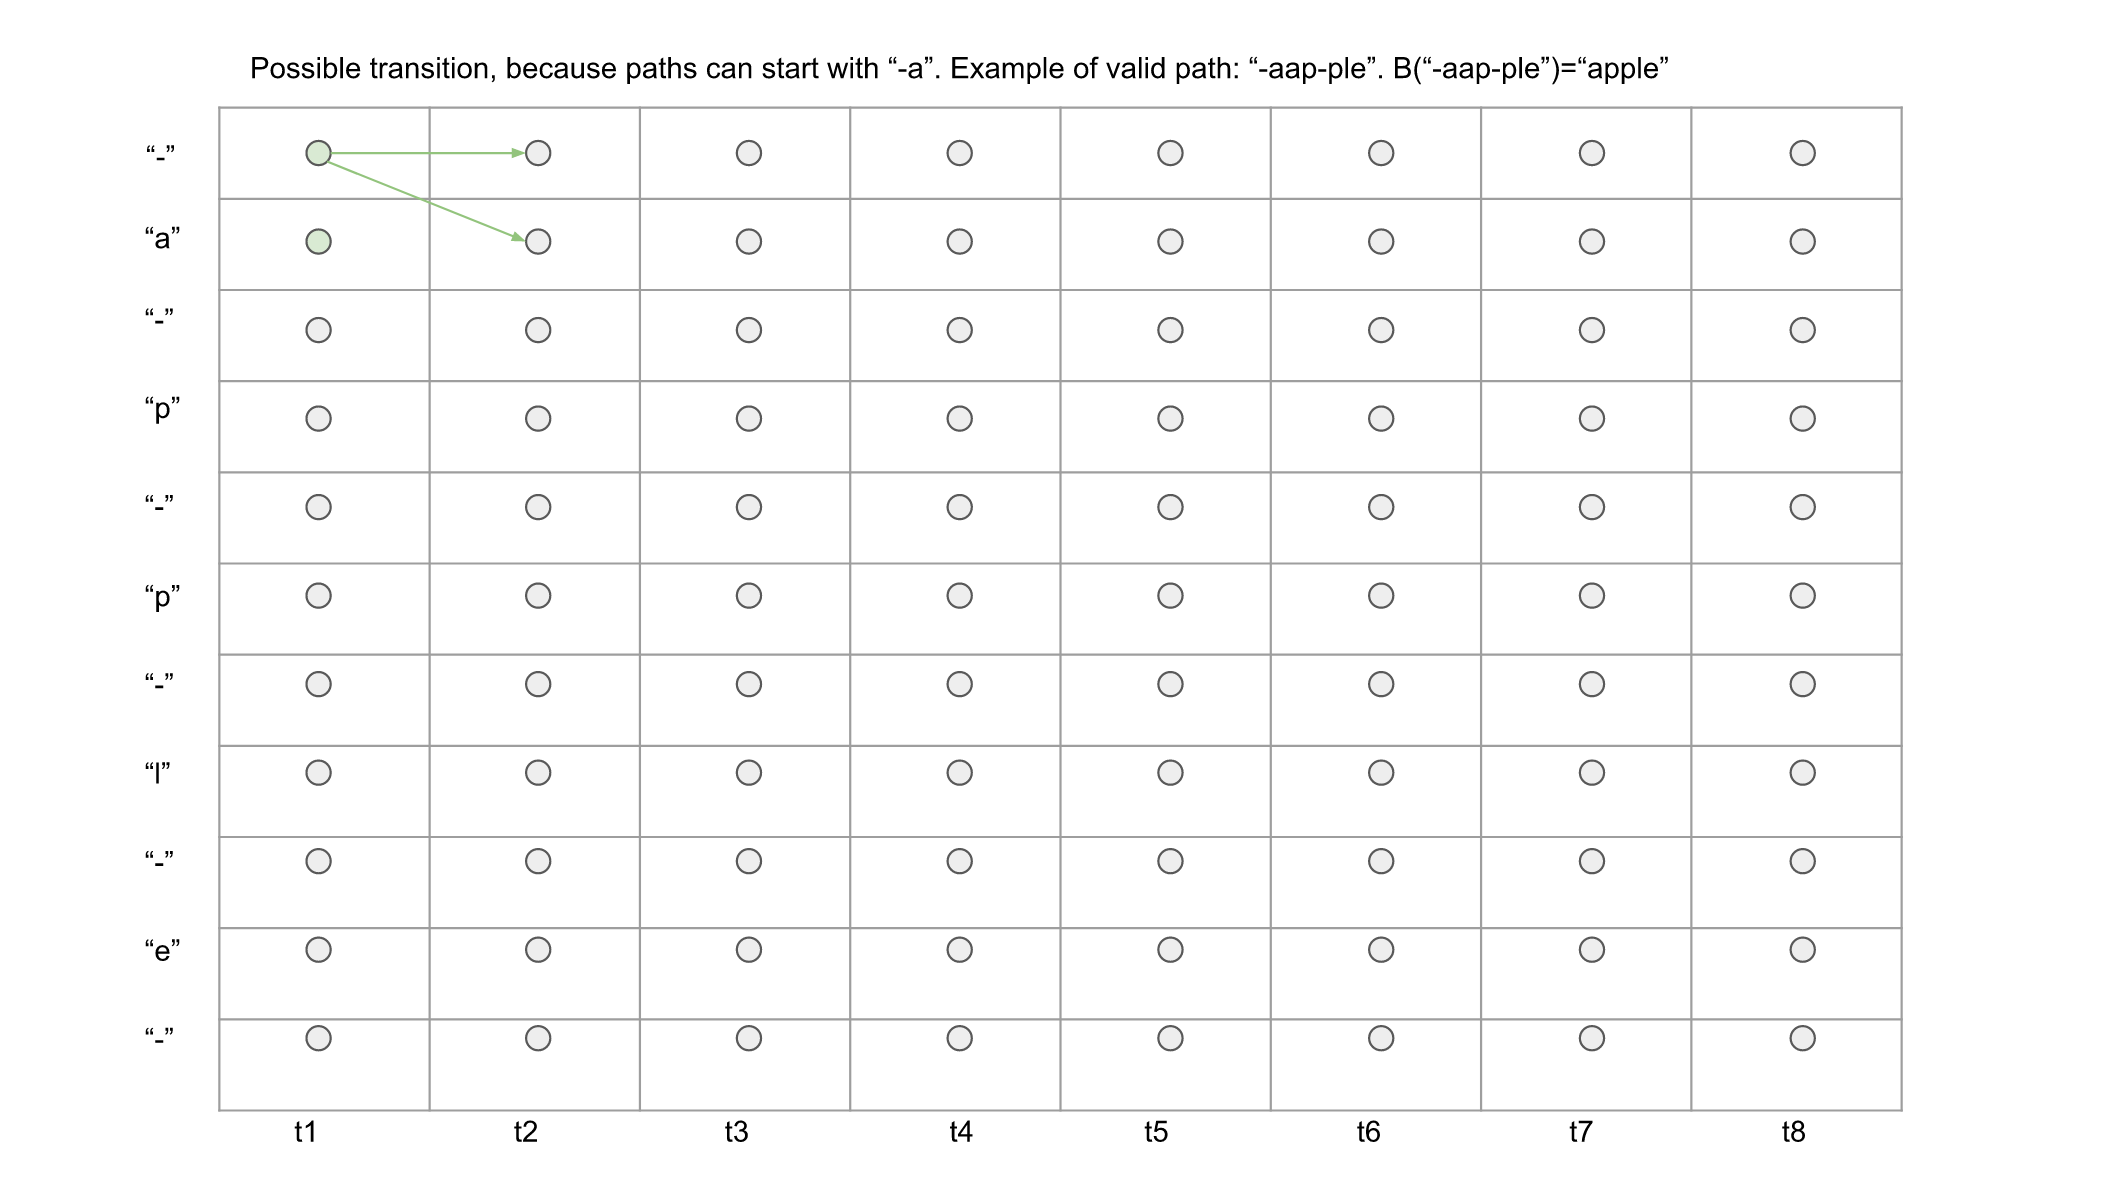 Possible transition, because paths can start with “-a”. Example of valid path: “-aap-ple”. B(“-aap-ple”)=“apple”
“-”
“a”
“-”
“p”
“-”
“p”
“-”
“l”
“-”
“e”
“-”
t1 t2 t3 t4 t5 t6 t7 t8